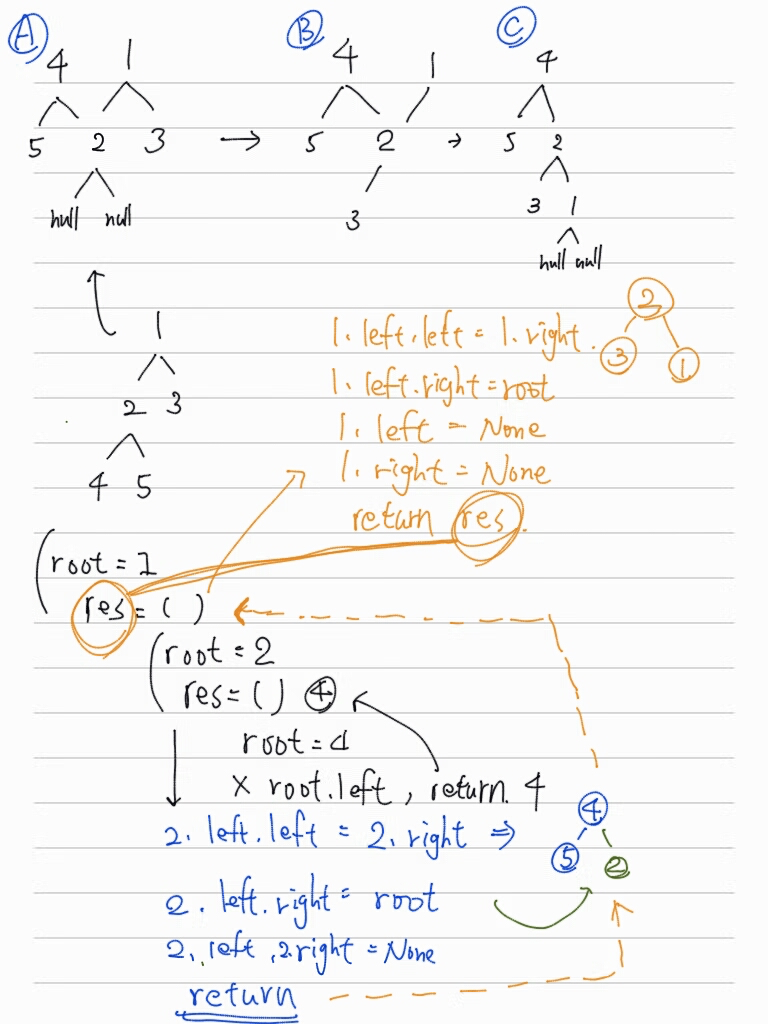 A B C
4 1 4 1 4
5 2 3 → 5 2 → 5 2
null null 3 3 1
null null
1
2 3
4 5
2
3 1
1.left.left = 1.right.
1.left.right = root
1.left = None
1.right = None
return res.
root = 1
res = ( )
root = 2
res = ( ) 4
root = 4
× root.left, return. 4
4
5 2
2.left.left = 2.right ⇒
2.left.right = root
2.left, 2.right = None
return